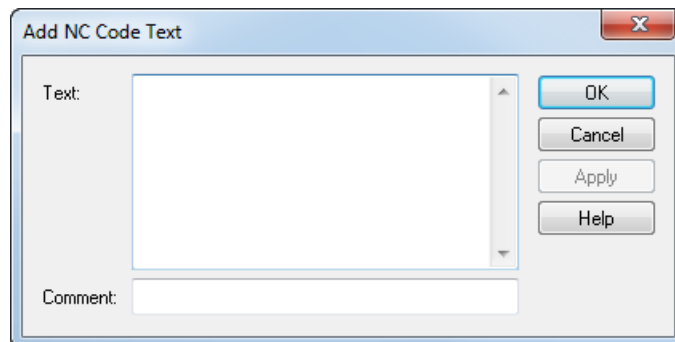 Add NC Code Text
Text:
OK
Cancel
Apply
Help
Comment: